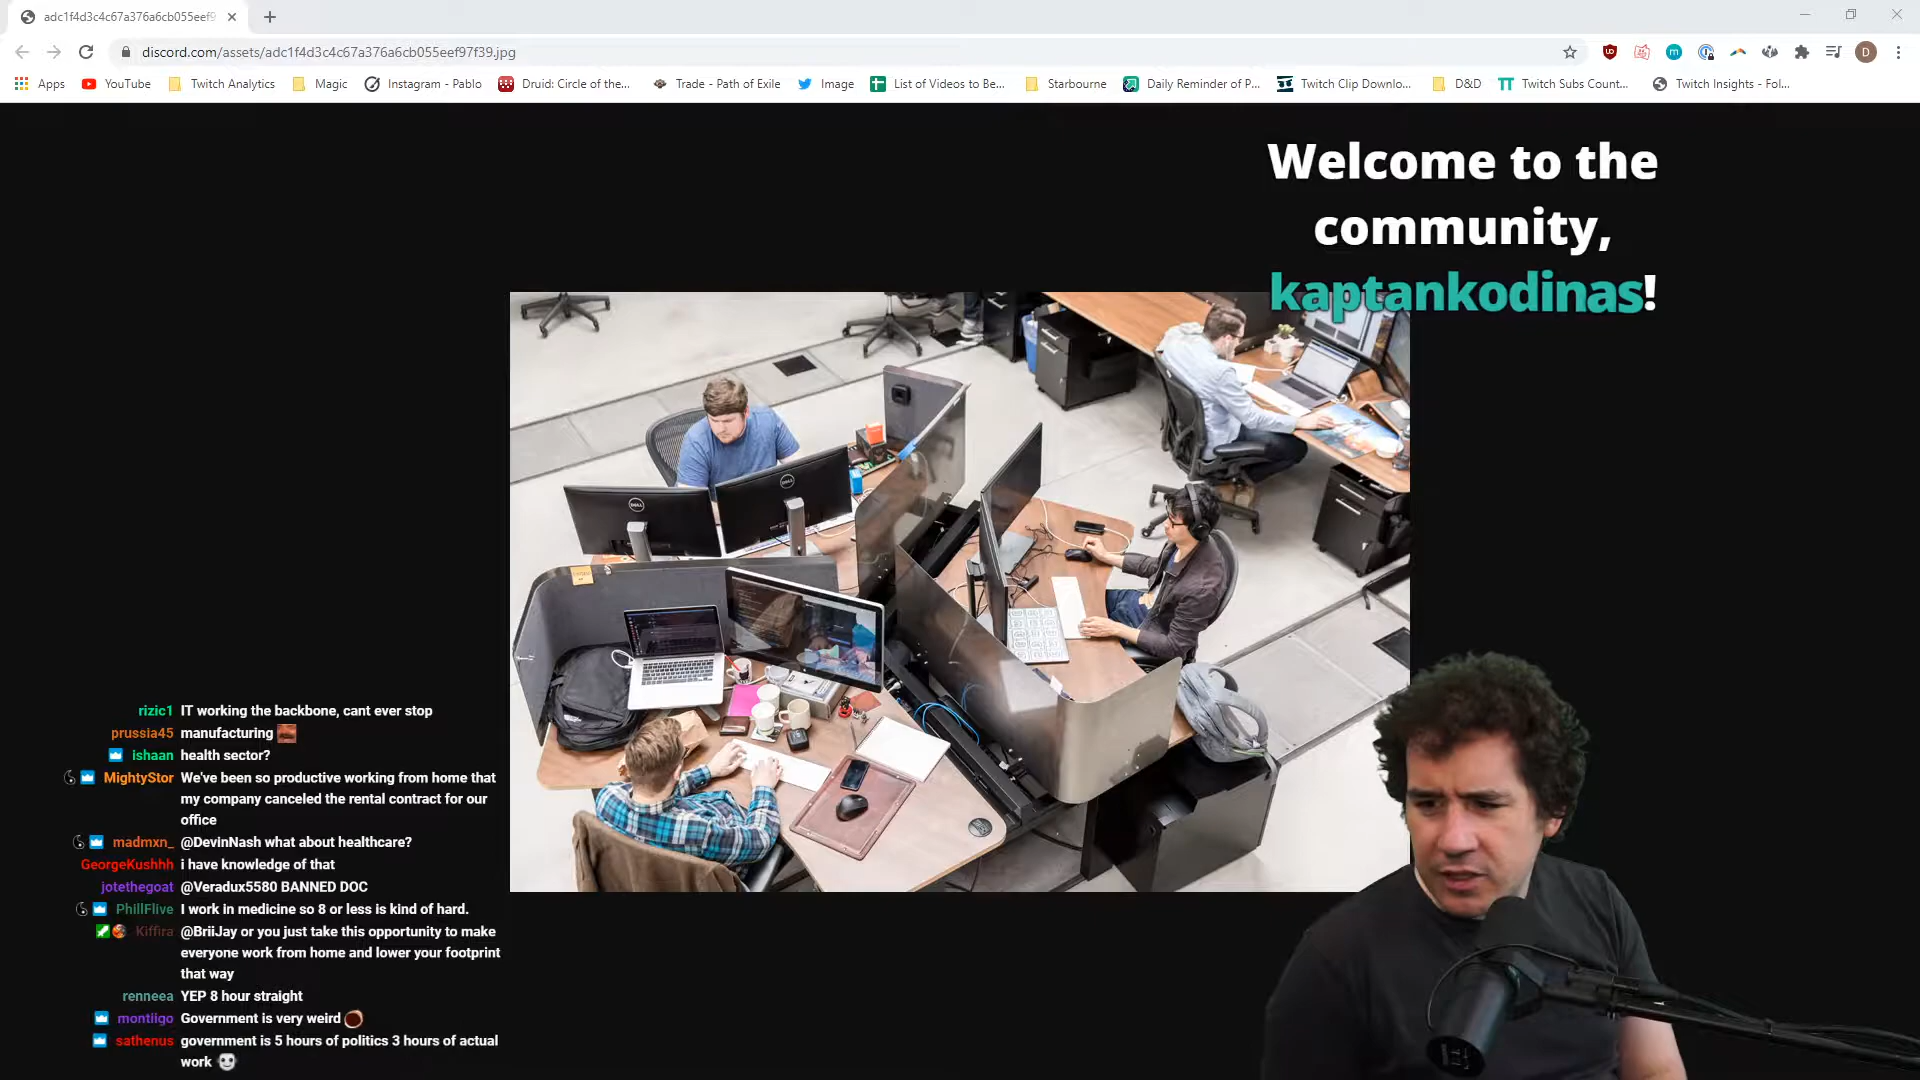 adc1f4d3c4c67a376a6cb055eef9
discord.com/assets/adc1f4d3c4c67a376a6cb055eef97f39.jpg
Apps YouTube Twitch Analytics Magic Instagram - Pablo Druid: Circle of the... Trade - Path of Exile Image List of Videos to Be... Starbourne Daily Reminder of P... Twitch Clip Downlo... D&D Twitch Subs Count... Twitch Insights - Fol...
Welcome to the
community,
kaptankodinas!
rizic1 IT working the backbone, cant ever stop
prussia45 manufacturing
ishaan health sector?
MightyStor We've been so productive working from home that
my company canceled the rental contract for our
office
madmxn_ @DevinNash what about healthcare?
GeorgeKushhh i have knowledge of that
jotethegoat @Veradux5580 BANNED DOC
PhillFlive I work in medicine so 8 or less is kind of hard.
Kiffira @BriiJay or you just take this opportunity to make
everyone work from home and lower your footprint
that way
renneea YEP 8 hour straight
montiigo Government is very weird
sathenus government is 5 hours of politics 3 hours of actual
work
DELL
DELL